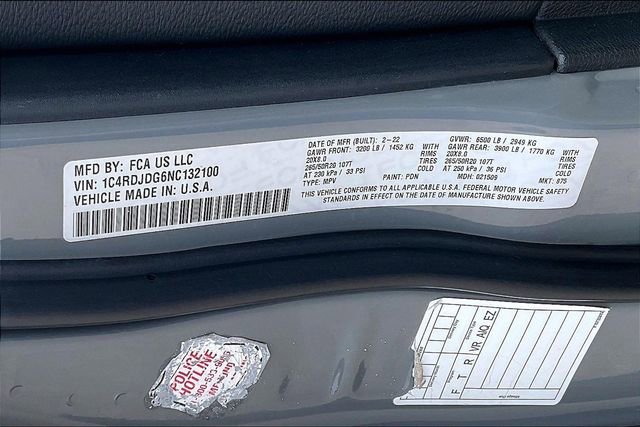 MFD BY: FCA US LLC
VIN: 1C4RDJDG6NC132100
VEHICLE MADE IN U.S.A.
DATE OF MFR (BUILT): 2-22 GVWR: 6500 LB / 2949 KG
GAWR FRONT: 3200 LB / 1452 KG WITH GAWR REAR: 3900 LB / 1770 KG WITH
20X8.0 RIMS 20X8.0 RIMS
265/50R20 107T TIRES 265/50R20 107T TIRES
AT 230 kPa / 33 PSI COLD AT 250 kPa / 36 PSI COLD
TYPE: MPV PAINT: PDN MDH: 021509 MKT: 875
THIS VEHICLE CONFORMS TO ALL APPLICABLE U.S.A. FEDERAL MOTOR VEHICLE SAFETY
STANDARDS IN EFFECT ON THE DATE OF MANUFACTURE SHOWN ABOVE.
POLICE
HOTLINE
F T R VR AIQ EZ